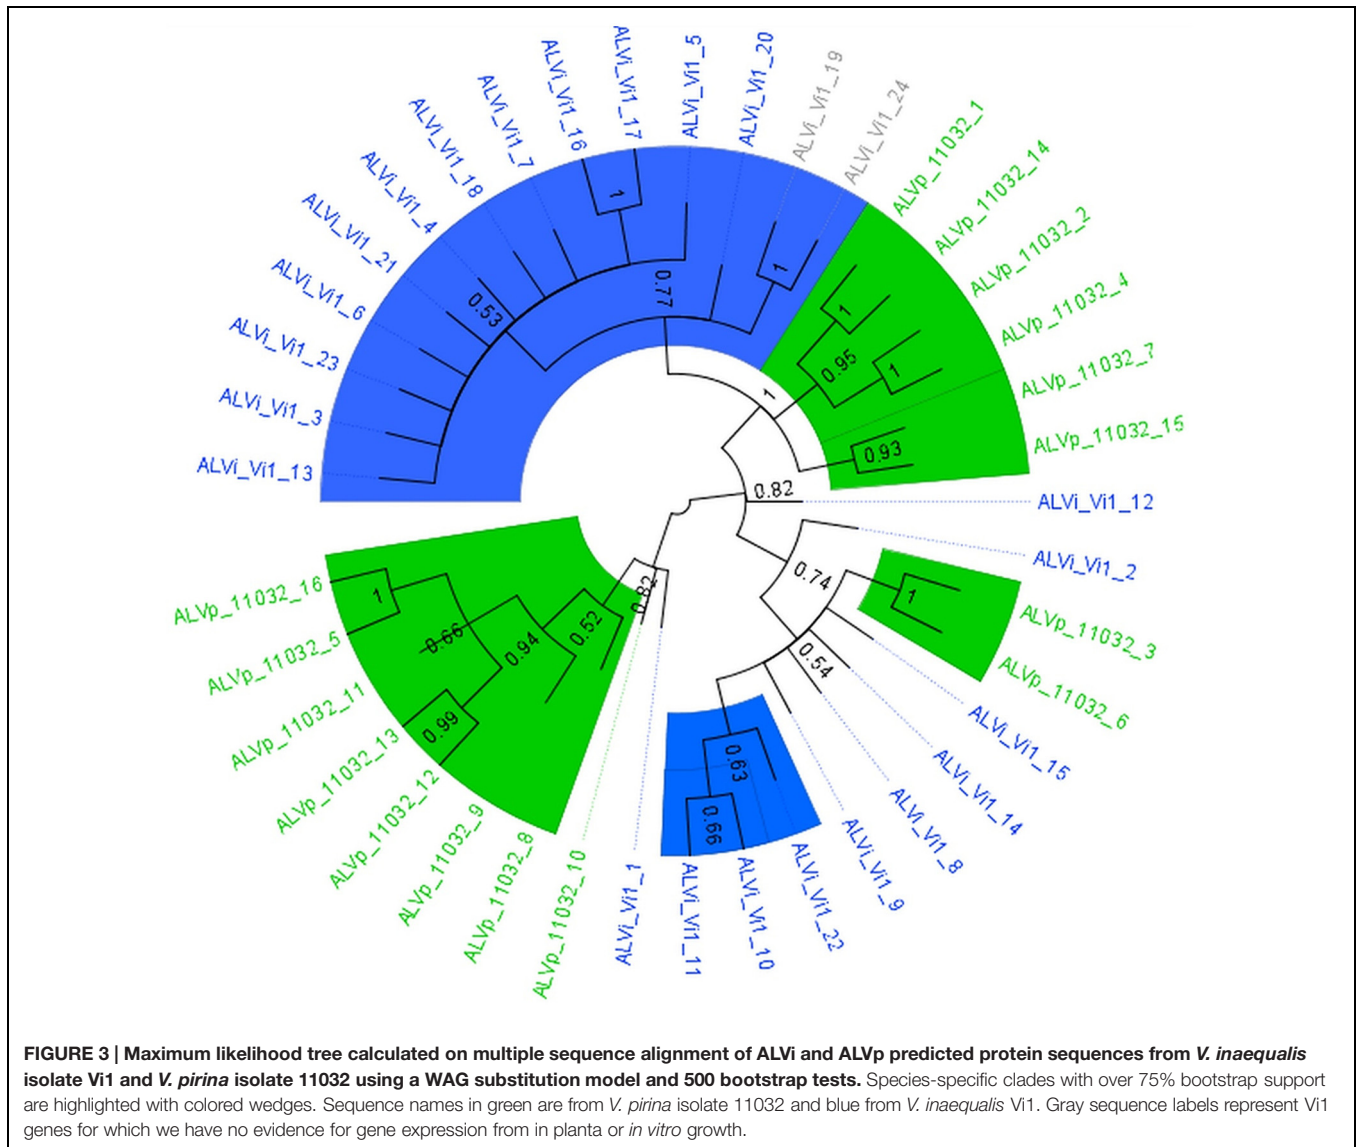 ALVi_Vi1_13
ALVi_Vi1_3
ALVi_Vi1_23
ALVi_Vi1_6
ALVi_Vi1_21
ALVi_Vi1_4
ALVi_Vi1_18
ALVi_Vi1_7
ALVi_Vi1_16
ALVi_Vi1_17
ALVi_Vi1_5
ALVi_Vi1_20
ALVi_Vi1_19
ALVi_Vi1_24
ALVp_11032_1
ALVp_11032_14
ALVp_11032_2
ALVp_11032_4
ALVp_11032_7
ALVp_11032_15
ALVi_Vi1_12
ALVi_Vi1_2
ALVp_11032_3
ALVp_11032_6
ALVi_Vi1_15
ALVi_Vi1_14
ALVi_Vi1_8
ALVi_Vi1_9
ALVi_Vi1_22
ALVi_Vi1_10
ALVi_Vi1_11
ALVi_Vi1_1
ALVp_11032_10
ALVp_11032_8
ALVp_11032_9
ALVp_11032_12
ALVp_11032_13
ALVp_11032_11
ALVp_11032_5
ALVp_11032_16
1
0.53
0.77
1
1
0.95
1
1
0.93
0.82
0.74
1
0.54
0.63
0.66
0.82
0.52
0.94
0.66
1
0.99
FIGURE 3 | Maximum likelihood tree calculated on multiple sequence alignment of ALVi and ALVp predicted protein sequences from V. inaequalis
isolate Vi1 and V. pirina isolate 11032 using a WAG substitution model and 500 bootstrap tests. Species-specific clades with over 75% bootstrap support
are highlighted with colored wedges. Sequence names in green are from V. pirina isolate 11032 and blue from V. inaequalis Vi1. Gray sequence labels represent Vi1
genes for which we have no evidence for gene expression from in planta or in vitro growth.